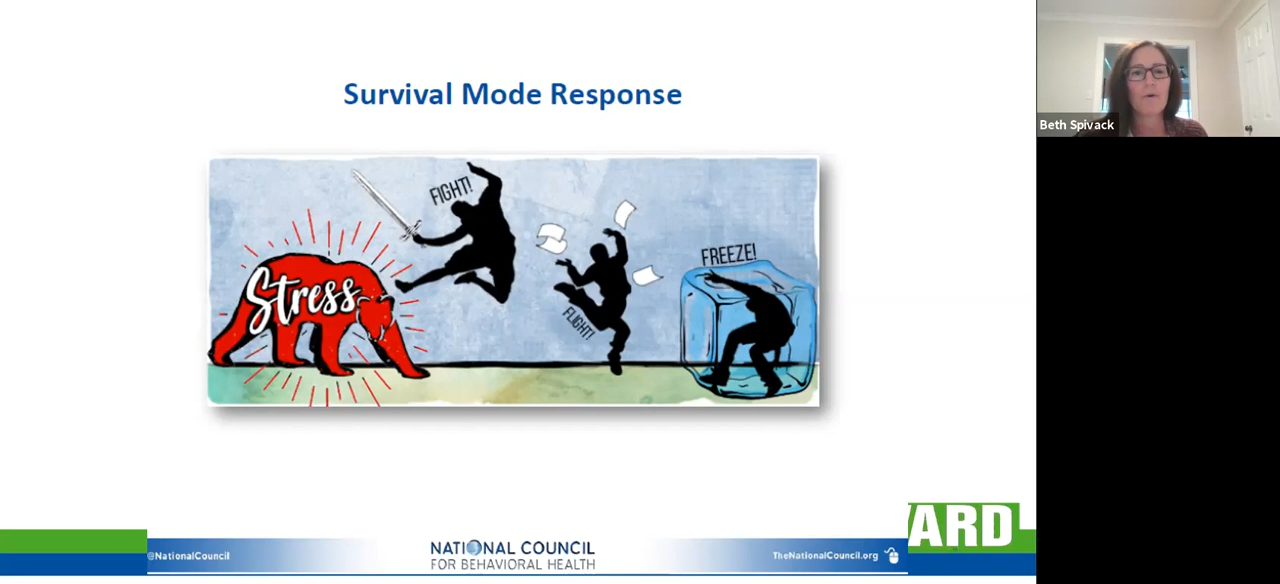 Survival Mode Response
Beth Spivack
FIGHT!
FREEZE!
Stress
FLIGHT!
ARD
@NationalCouncil
NATIONAL COUNCIL
FOR BEHAVIORAL HEALTH
TheNationalCouncil.org